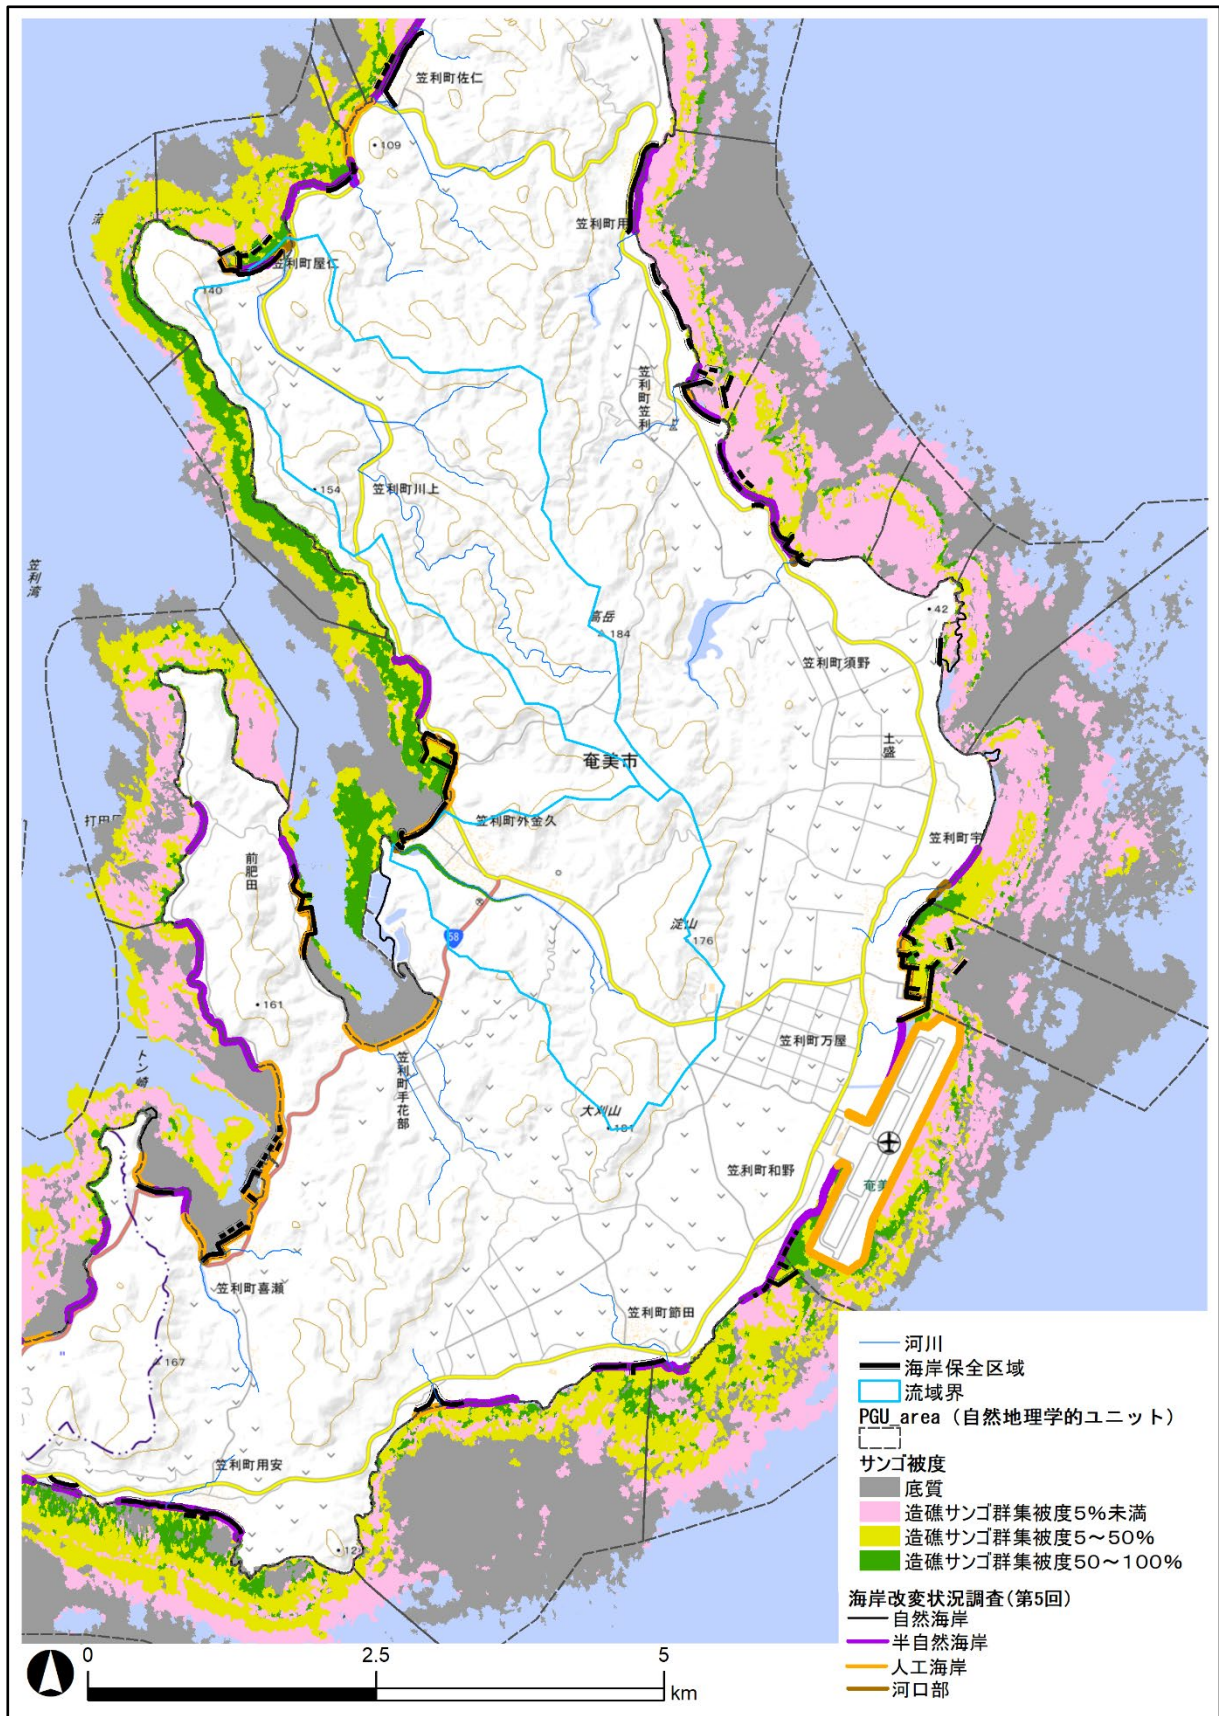 笠利町佐仁
109
笠利町用
笠利町屋仁
140
笠利町笠利
154
笠利町川上
笠利湾
高岳
184
42
笠利町須野
土盛
奄美市
打田
笠利町外金久
笠利町宇
前肥田
58
淀山
176
161
笠利町万屋
トン崎
笠利町手花部
大刈山
181
笠利町和野
奄美
笠利町喜瀬
笠利町節田
167
笠利町用安
12
河川
海岸保全区域
流域界
PGU_area（自然地理学的ユニット）
サンゴ被度
底質
造礁サンゴ群集被度5％未満
造礁サンゴ群集被度5～50％
造礁サンゴ群集被度50～100％
海岸改変状況調査(第5回)
自然海岸
半自然海岸
人工海岸
河口部
0 2.5 5
km